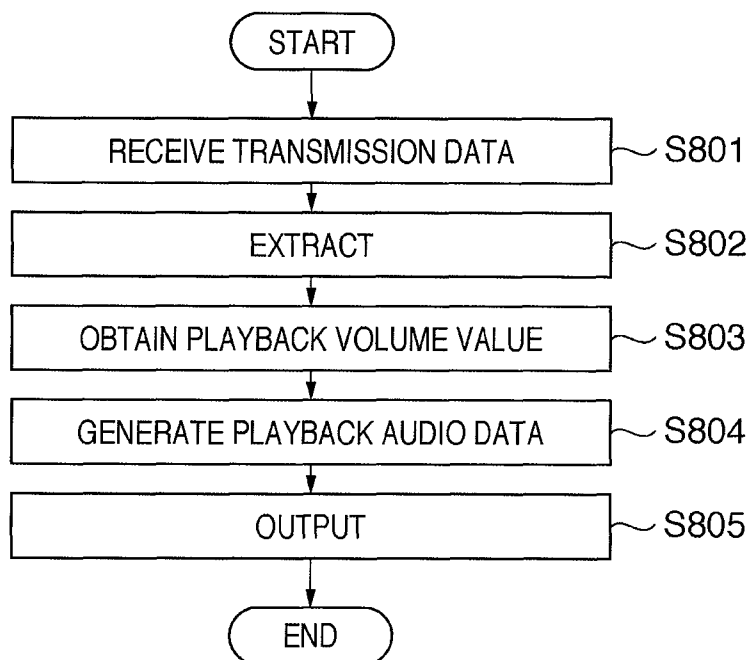 START
RECEIVE TRANSMISSION DATA S801
EXTRACT S802
OBTAIN PLAYBACK VOLUME VALUE S803
GENERATE PLAYBACK AUDIO DATA S804
OUTPUT S805
END